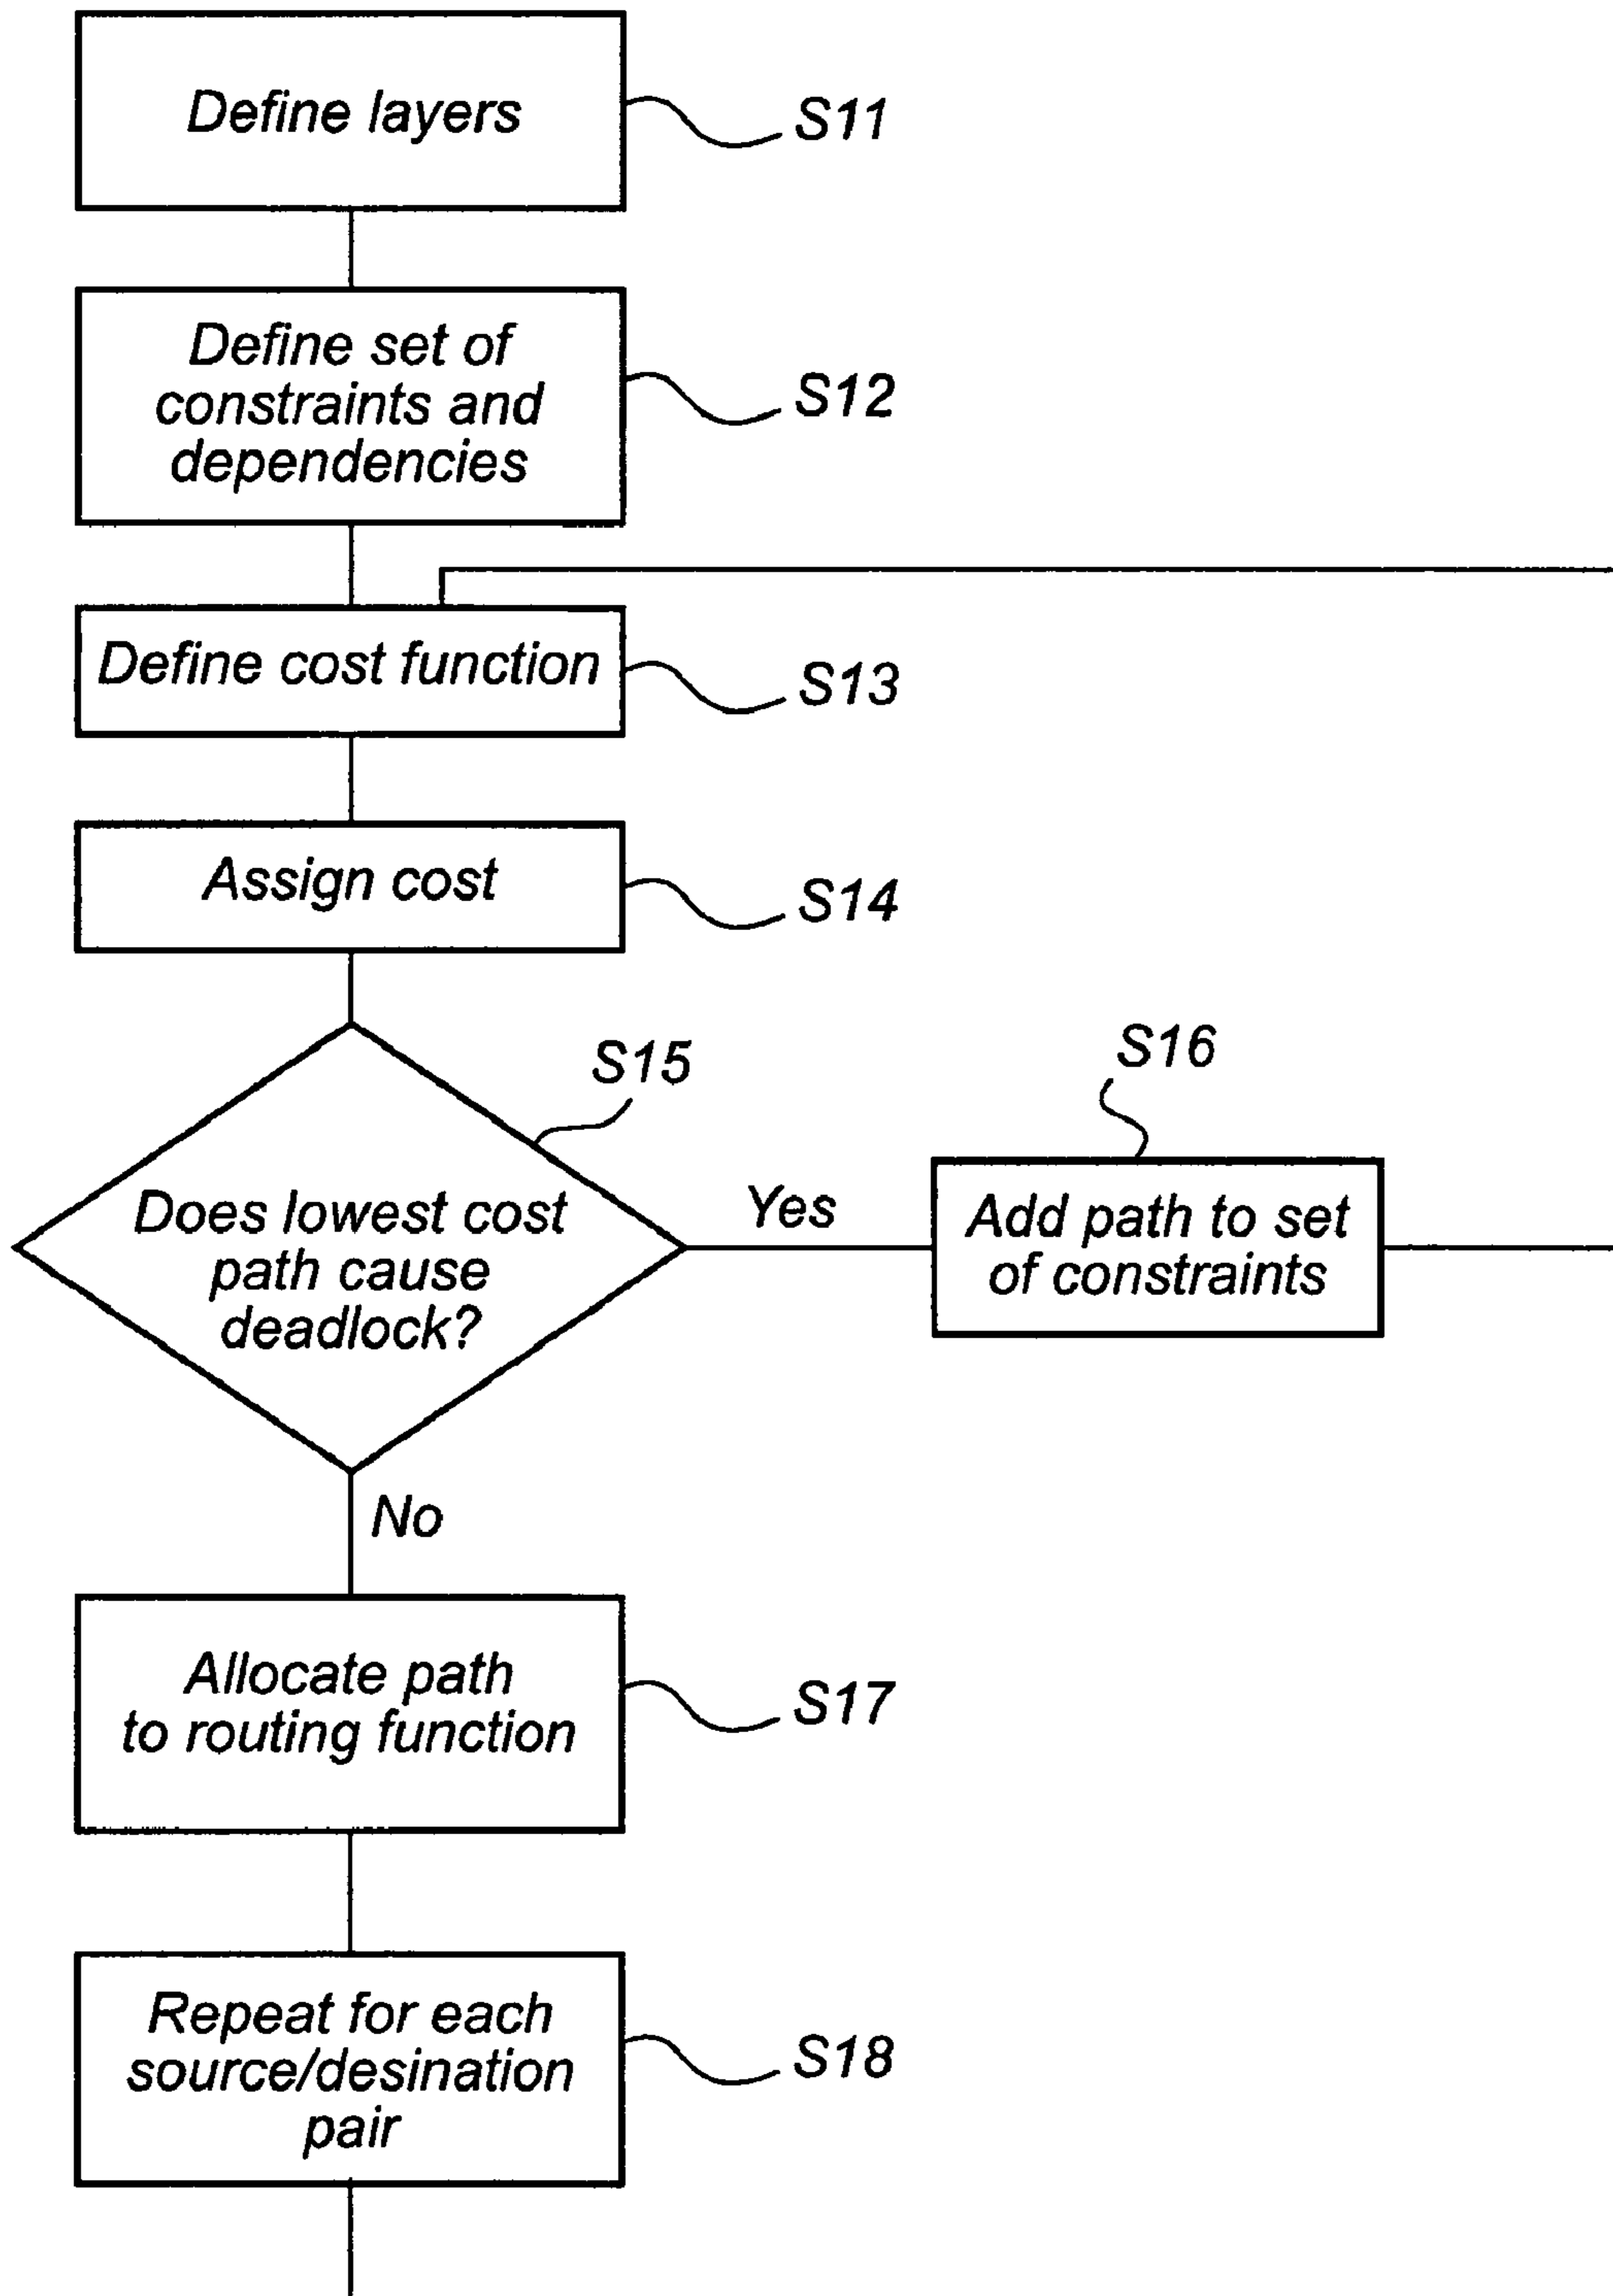 Define layers
S11
Define set of
constraints and
dependencies
S12
Define cost function
S13
Assign cost
S14
S15
Does lowest cost
path cause
deadlock?
Yes
S16
Add path to set
of constraints
No
Allocate path
to routing function
S17
Repeat for each
source/desination
pair
S18